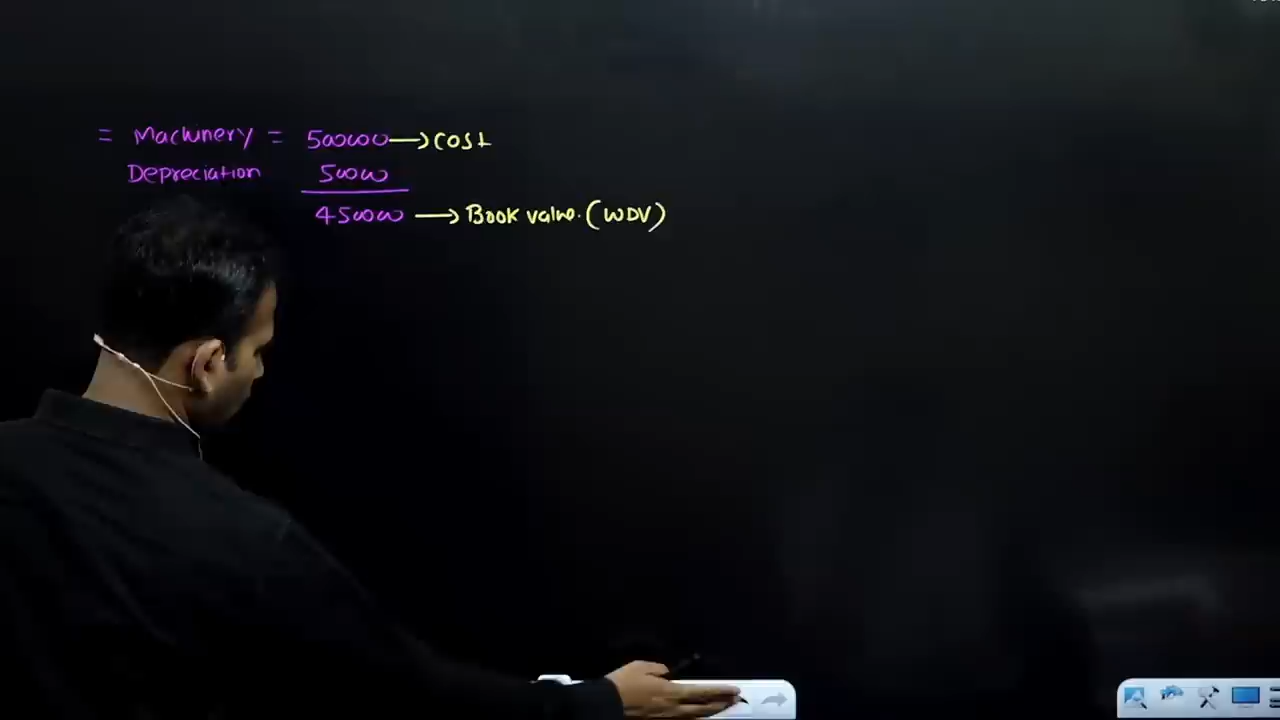 = Machinery = 500000 → Cost
Depreciation 50000
450000 → Book value. (WDV)